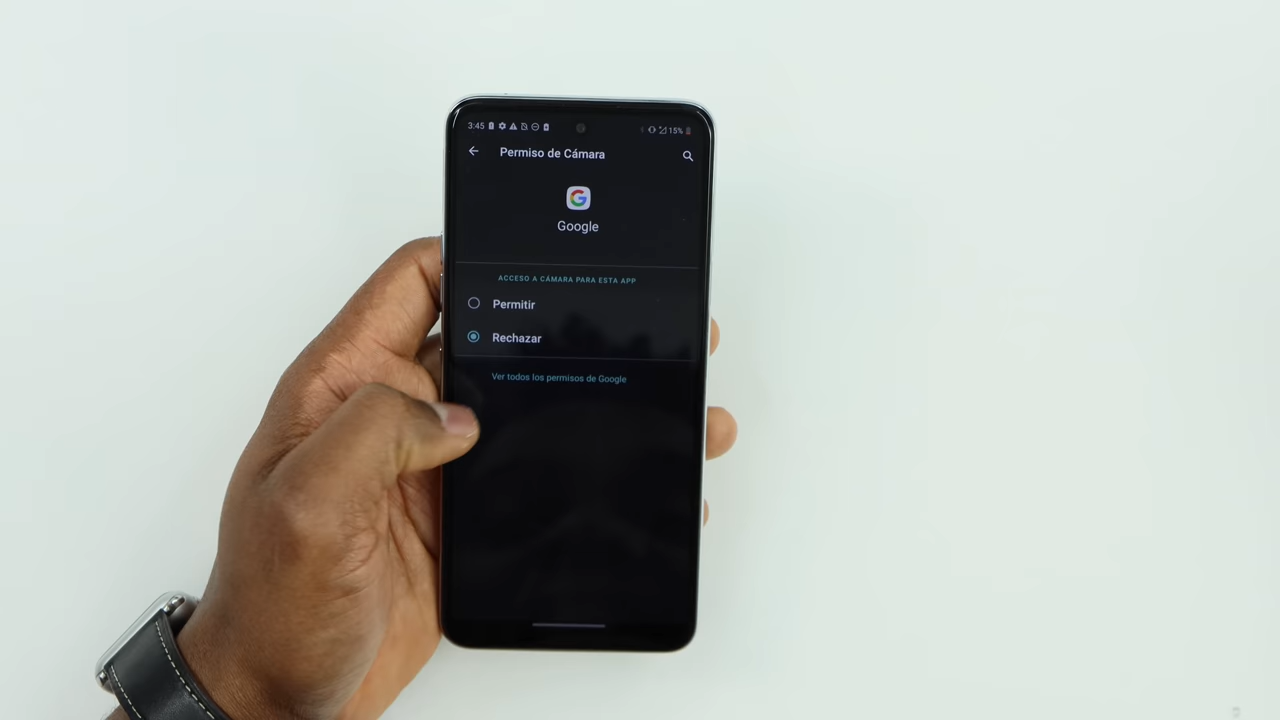 3:45
15%
Permiso de Cámara
Google
ACCESO A CÁMARA PARA ESTA APP
Permitir
Rechazar
Ver todos los permisos de Google